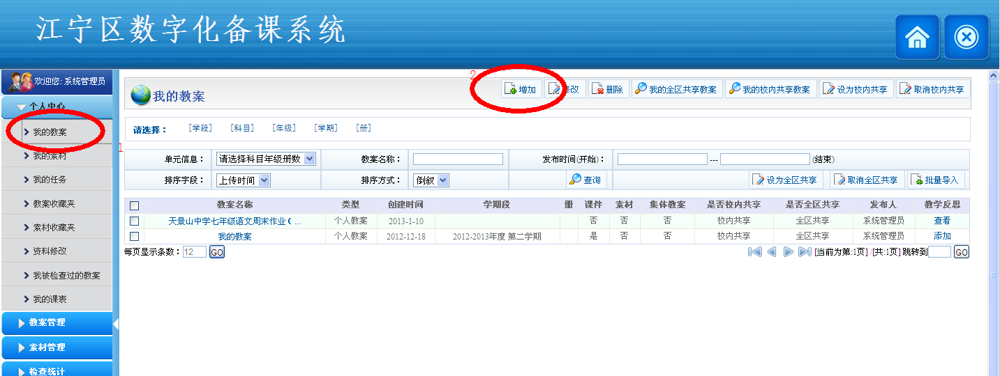 江宁区数字化备课系统
欢迎您: 系统管理员
个人中心
我的教案
我的素材
我的任务
教案收藏夹
素材收藏夹
资料修改
我被检查过的教案
我的课表
教案管理
素材管理
检查统计
1
2
我的教案
增加 修改 删除 我的全区共享教案 我的校内共享教案 设为校内共享 取消校内共享
请选择： [学段] [科目] [年级] [学期] [册]
单元信息： 请选择科目年级册数 教案名称： 发布时间(开始)： --- (结束)
排序字段： 上传时间 排序方式： 倒叙 查询 设为全区共享 取消全区共享 批量导入
教案名称 类型 创建时间 学期段 册 课件 素材 集体教案 是否校内共享 是否全区共享 发布人 教学反思
天景山中学七年级语文周末作业 ( ... 个人教案 2013-1-10 否 否 否 校内共享 全区共享 系统管理员 查看
我的教案 个人教案 2012-12-18 2012-2013年度 第二学期 是 否 否 校内共享 全区共享 系统管理员 添加
每页显示条数： 12 GO [当前为第:1页] /[共:1页] 跳转到 GO